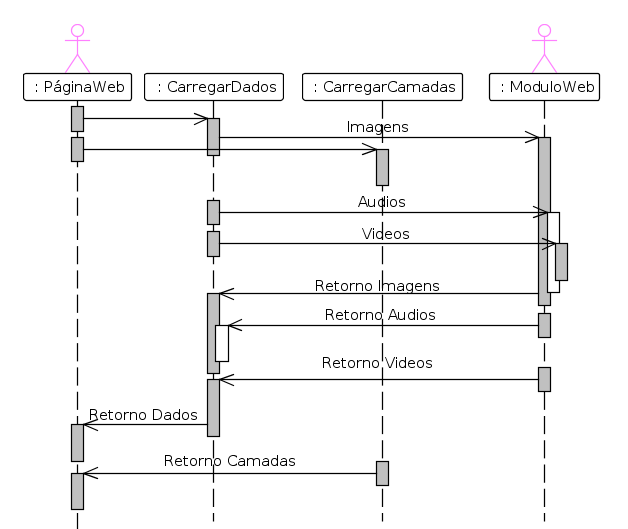 : PáginaWeb
: CarregarDados
: CarregarCamadas
: ModuloWeb
Imagens
Audios
Videos
Retorno Imagens
Retorno Audios
Retorno Videos
Retorno Dados
Retorno Camadas